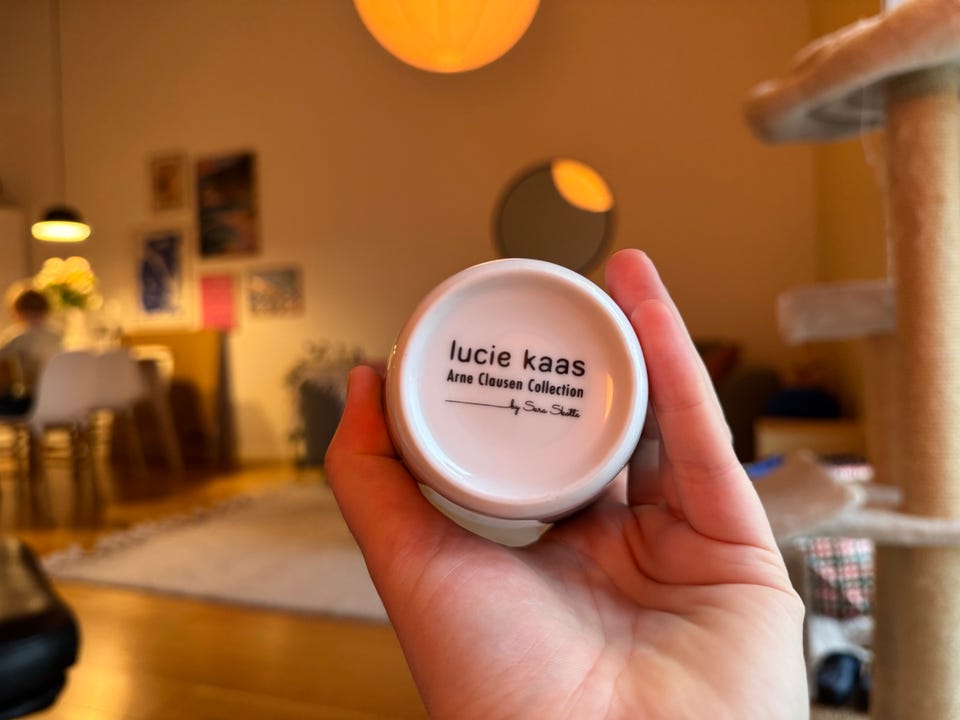 lucie kaas
Arne Clausen Collection
by Sara Skotte